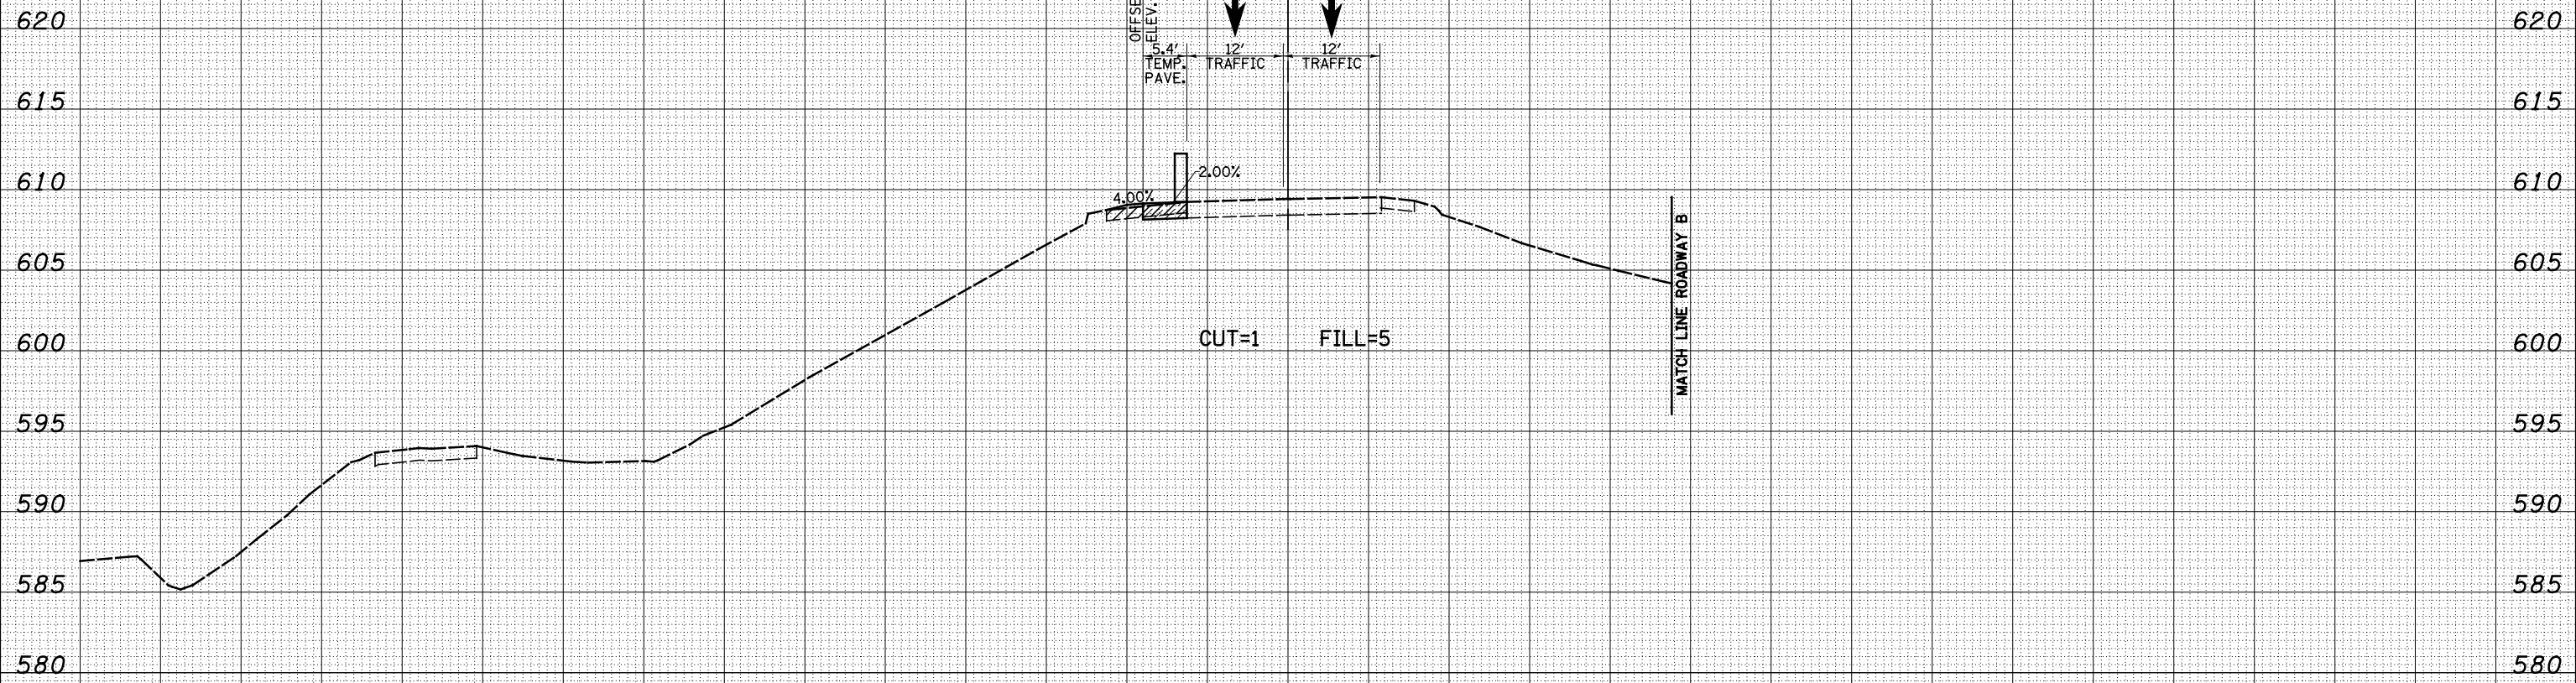 620
OFFSE
ELEV.
620
5.4'
12'
12'
TEMP.
PAVE.
TRAFFIC
TRAFFIC
615
615
610
2.00%
610
4.00%
605
MATCH LINE ROADWAY B
605
600
CUT=1
FILL=5
600
595
595
590
590
585
585
580
580